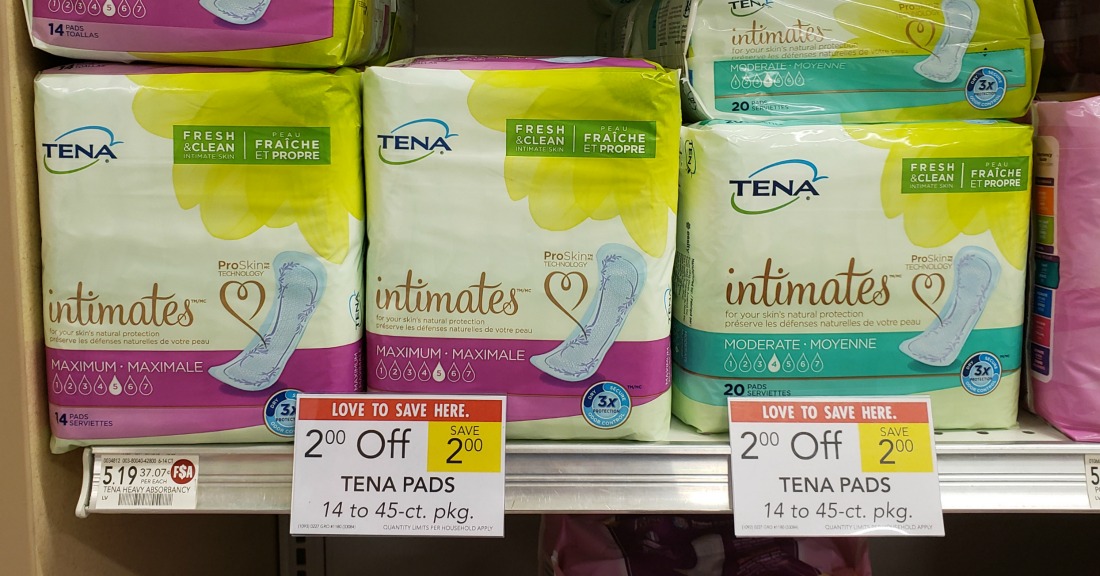 14 PADS
TOALLAS
TENA
intimates
for your skin's natural protection
préserve les défenses naturelles de votre peau
MODERATE · MOYENNE
3x
20 PADS
SERVIETTES
TENA
FRESH & CLEAN INTIMATE SKIN
PEAU FRAÎCHE ET PROPRE
ProSkin TECHNOLOGY
intimates
for your skin's natural protection
préserve les défenses naturelles de votre peau
MAXIMUM · MAXIMALE
1 2 3 4 5 6 7
14 PADS
SERVIETTES
3x
TENA
FRESH & CLEAN INTIMATE SKIN
PEAU FRAÎCHE ET PROPRE
ProSkin TECHNOLOGY
intimates
for your skin's natural protection
préserve les défenses naturelles de votre peau
MAXIMUM · MAXIMALE
1 2 3 4 5 6 7
3x
PROTECTION
TENA
FRESH & CLEAN INTIMATE SKIN
PEAU FRAÎCHE ET PROPRE
ProSkin TECHNOLOGY
intimates
for your skin's natural protection
préserve les défenses naturelles de votre peau
MODERATE · MOYENNE
1 2 3 4 5 6 7
20 PADS
SERVIETTES
3x
PROTECTION
5.19 37.07¢
PER EACH
FSA
TENA HEAVY ABSORBANCY
LOVE TO SAVE HERE.
2.00 Off
SAVE 2.00
TENA PADS
14 to 45-ct. pkg.
QUANTITY LIMITS PER HOUSEHOLD APPLY
LOVE TO SAVE HERE.
2.00 Off
SAVE 2.00
TENA PADS
14 to 45-ct. pkg.
QUANTITY LIMITS PER HOUSEHOLD APPLY